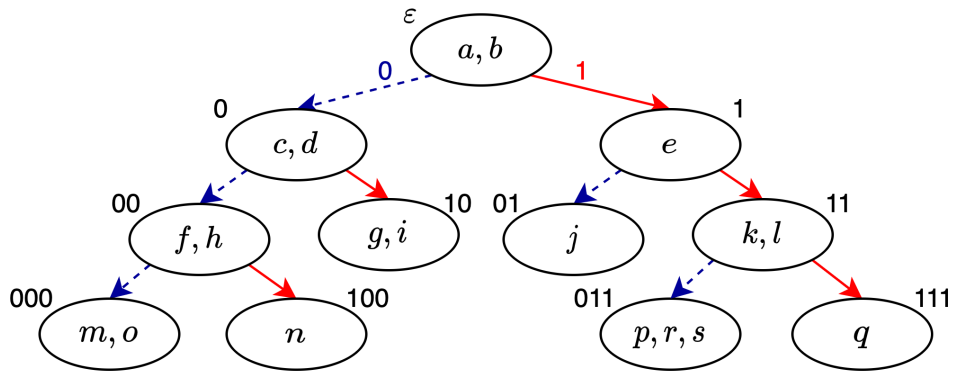 ε
a, b
0 1
0 1
c, d e
00 10 01 11
f, h g, i j k, l
000 100 011 111
m, o n p, r, s q